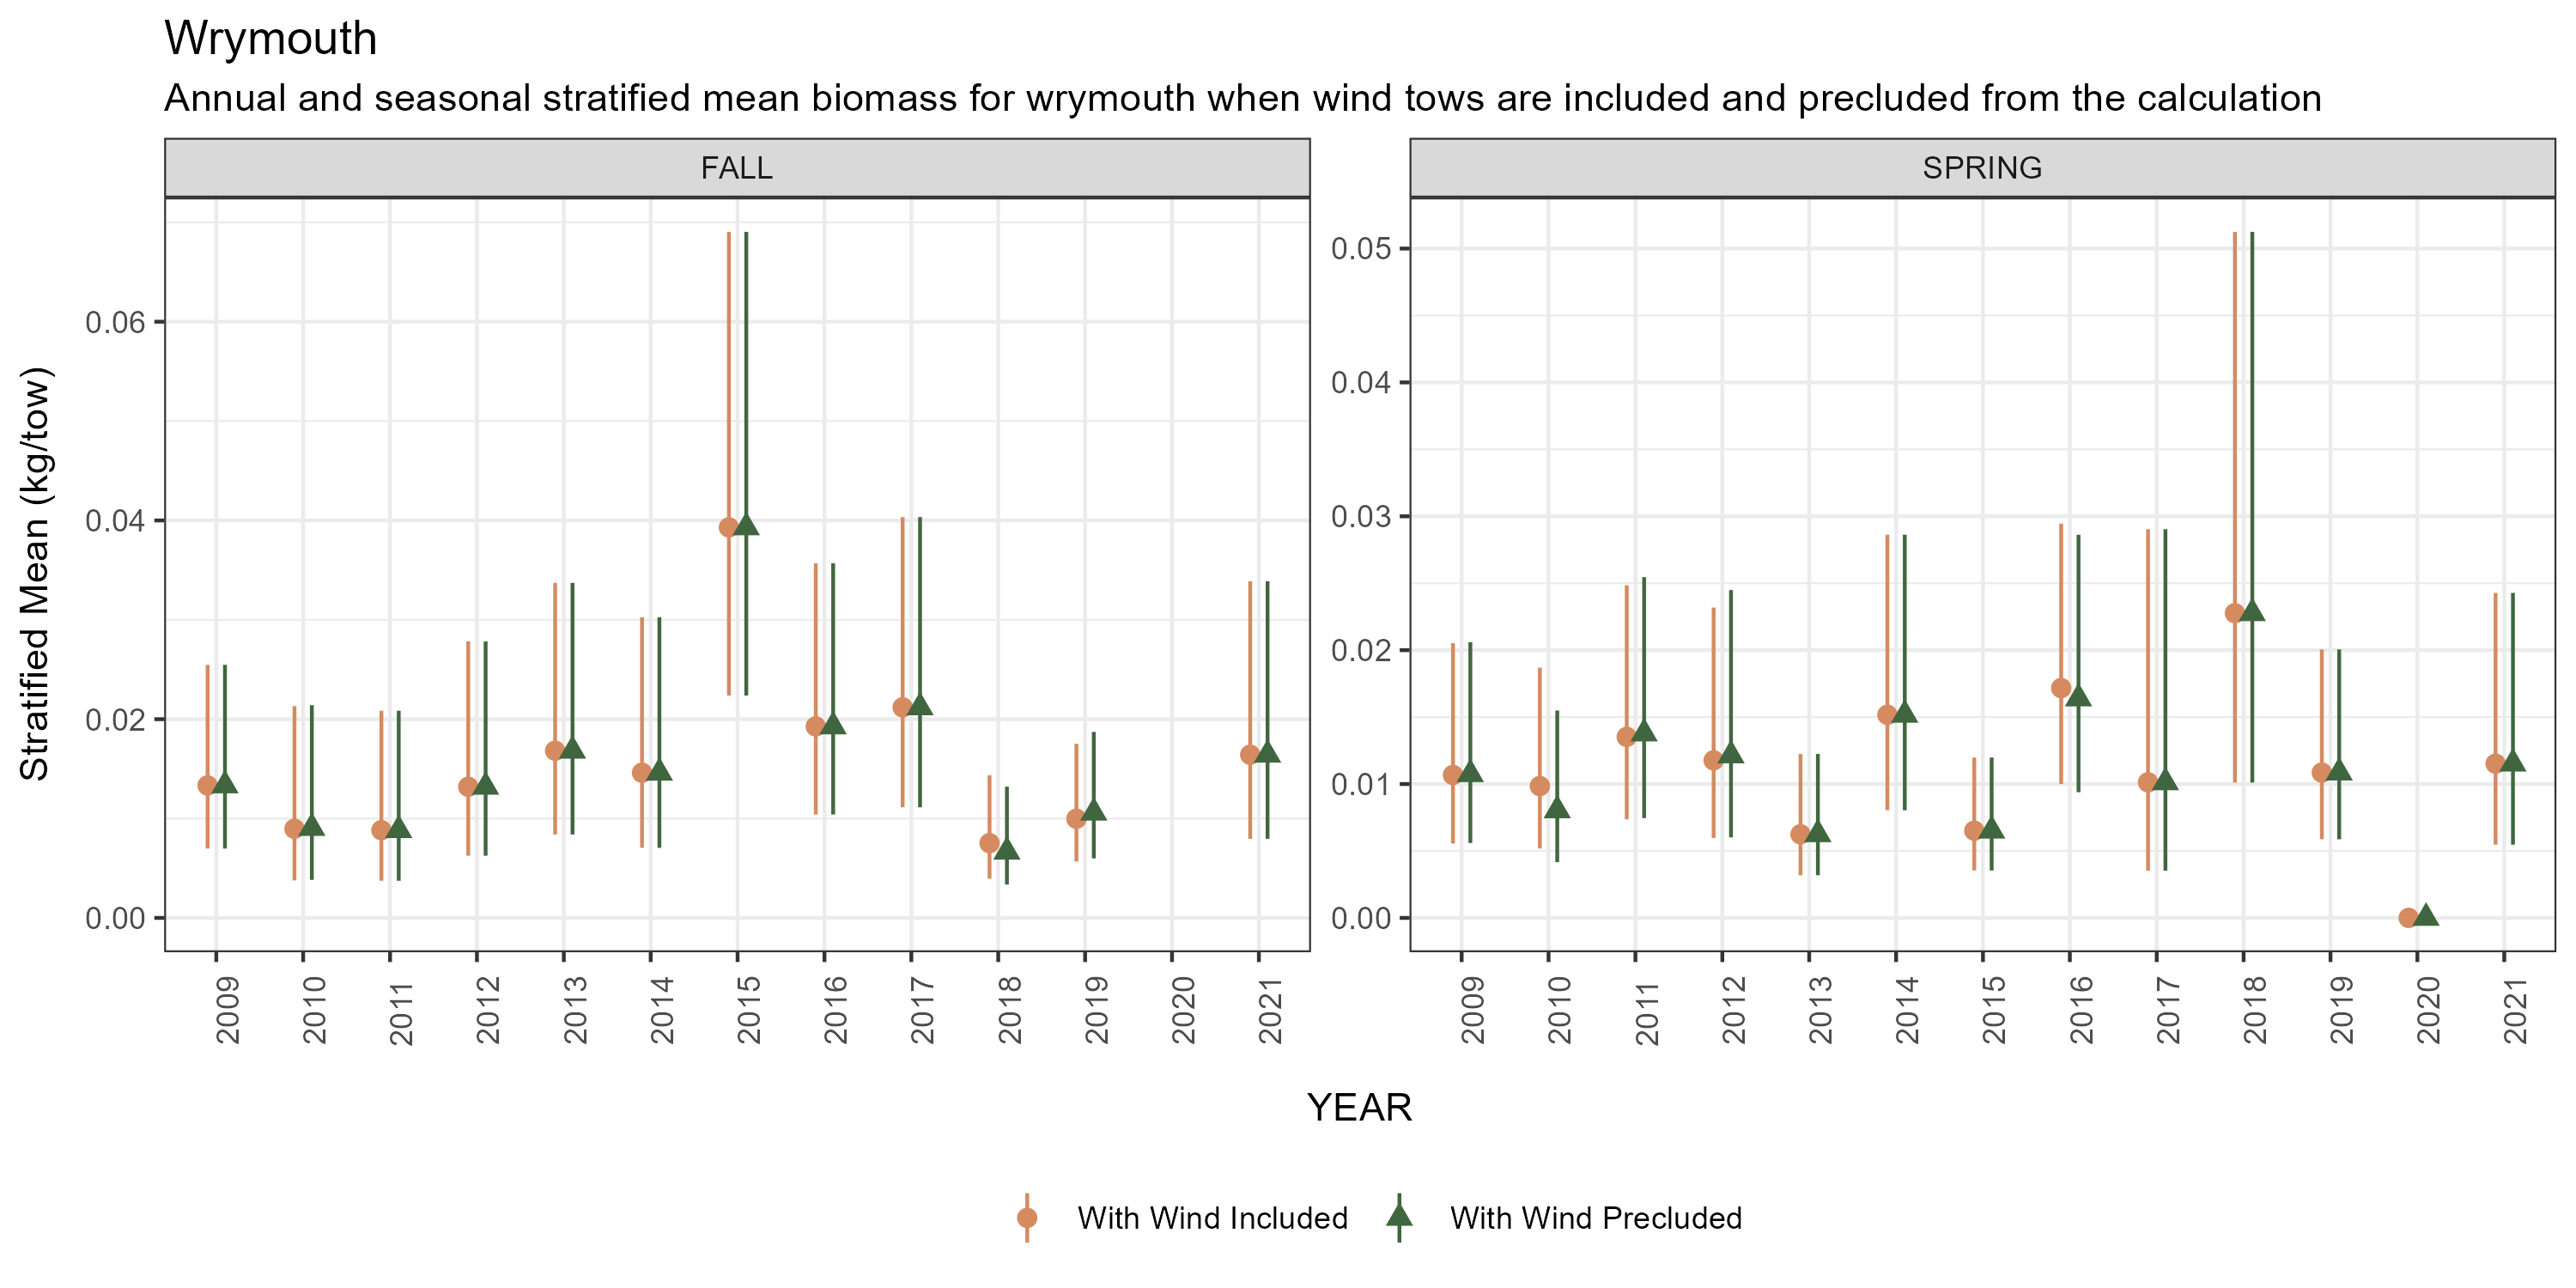 Wrymouth
Annual and seasonal stratified mean biomass for wrymouth when wind tows are included and precluded from the calculation
FALL
SPRING
Stratified Mean (kg/tow)
0.06
0.04
0.02
0.00
0.05
0.04
0.03
0.02
0.01
0.00
2009 2010 2011 2012 2013 2014 2015 2016 2017 2018 2019 2020 2021
2009 2010 2011 2012 2013 2014 2015 2016 2017 2018 2019 2020 2021
YEAR
With Wind Included
With Wind Precluded